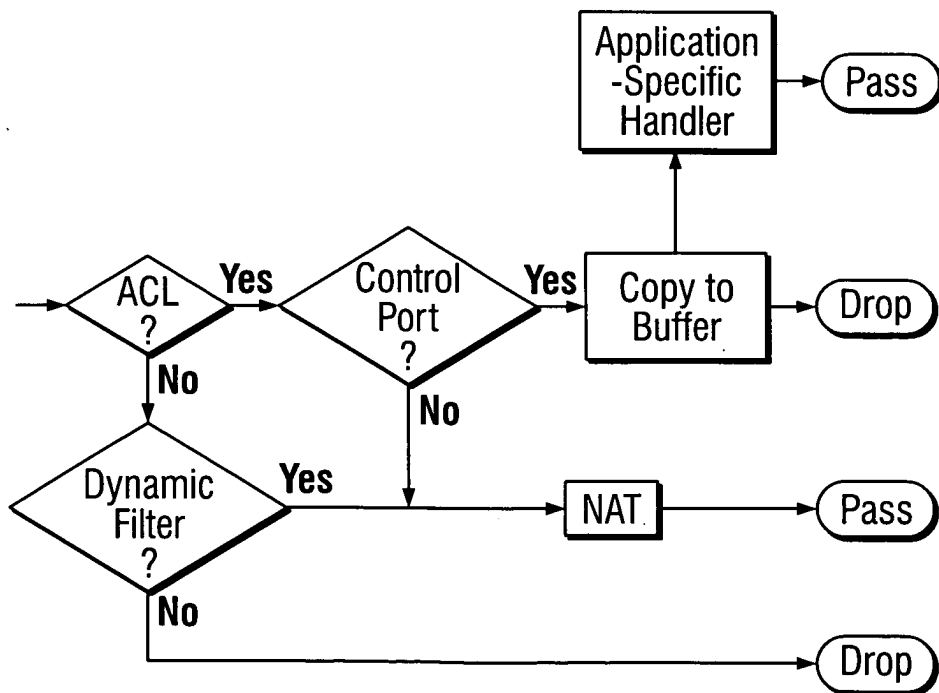 Application
-Specific
Handler
Pass
ACL
?
Yes
Control
Port
?
Yes
Copy to
Buffer
Drop
No
No
Dynamic
Filter
?
Yes
NAT
Pass
No
Drop